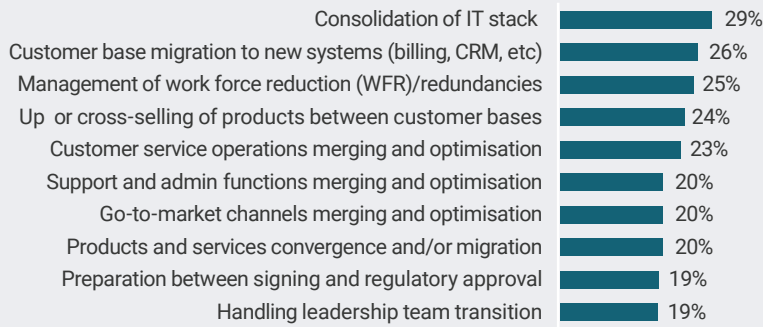 Consolidation of IT stack 29%
Customer base migration to new systems (billing, CRM, etc) 26%
Management of work force reduction (WFR)/redundancies 25%
Up or cross-selling of products between customer bases 24%
Customer service operations merging and optimisation 23%
Support and admin functions merging and optimisation 20%
Go-to-market channels merging and optimisation 20%
Products and services convergence and/or migration 20%
Preparation between signing and regulatory approval 19%
Handling leadership team transition 19%